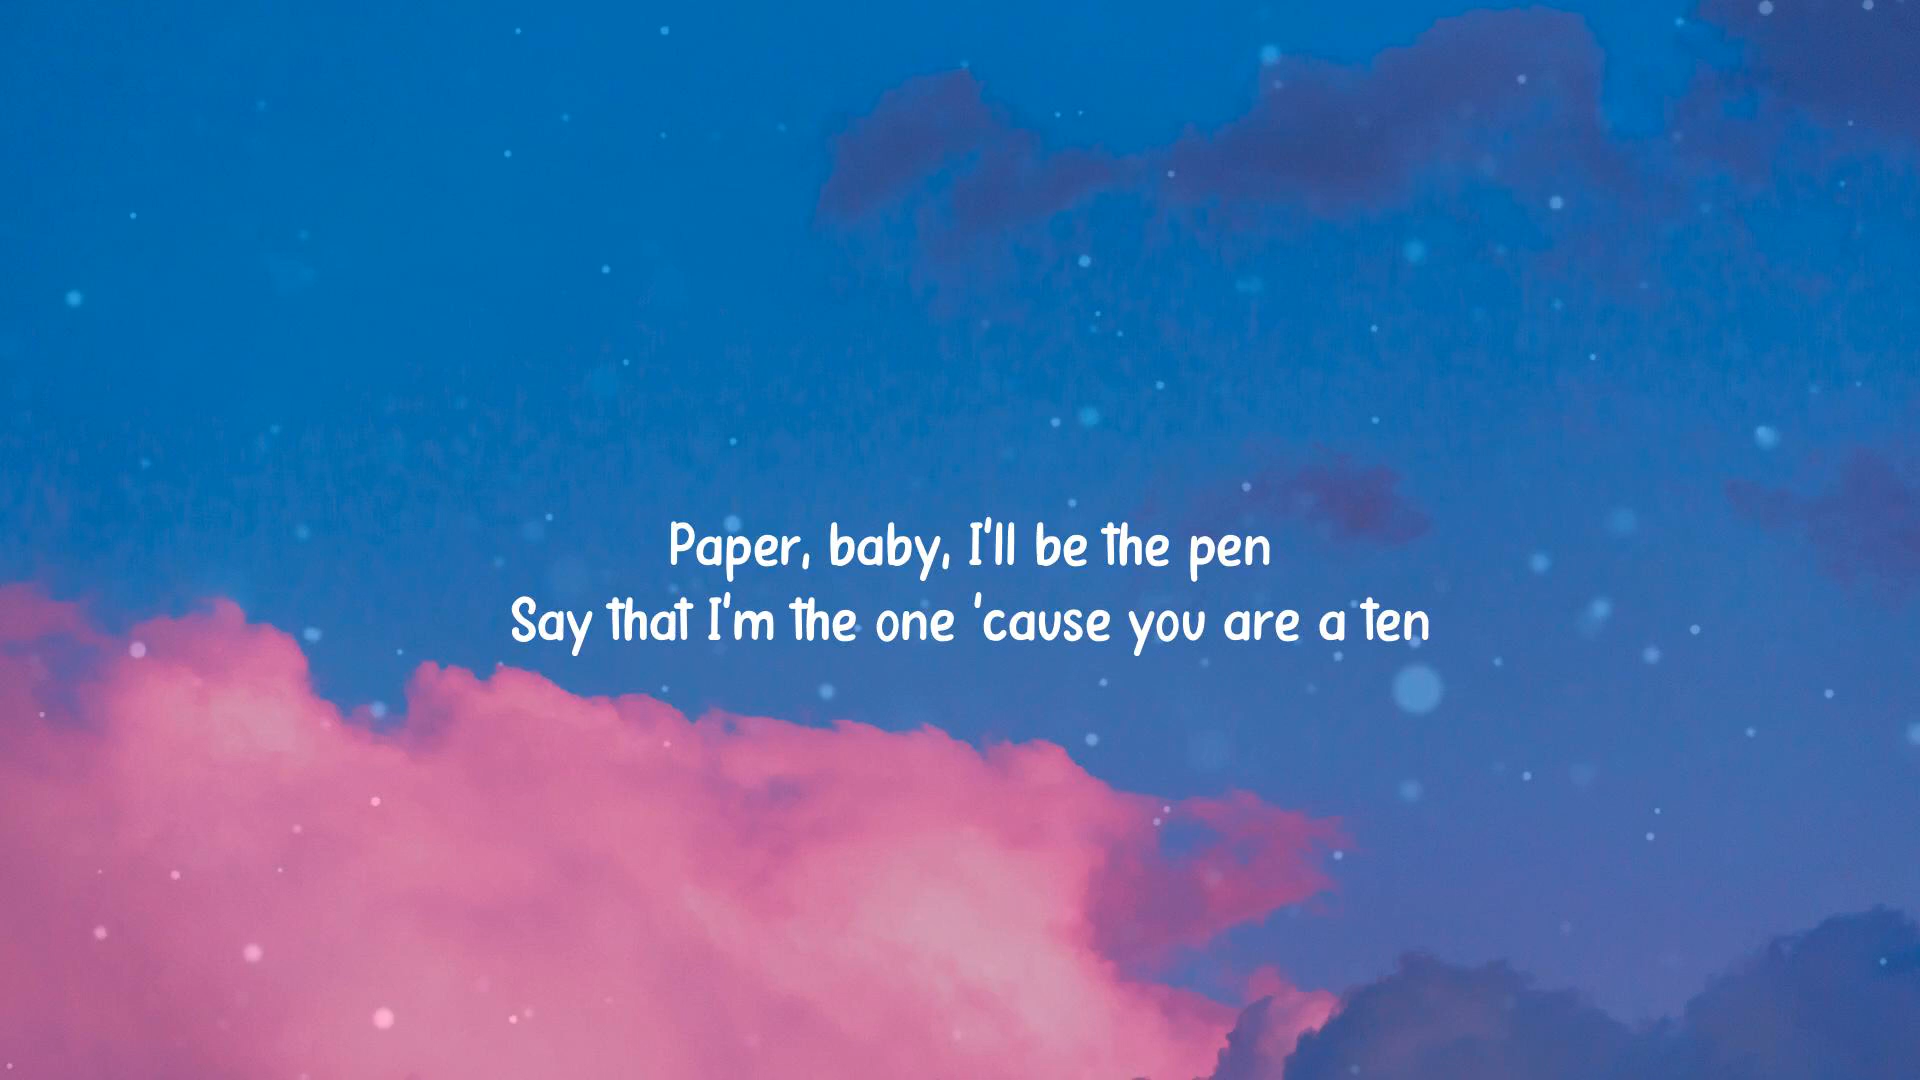 Paper, baby, I'll be the pen
Say that I'm the one 'cause you are a ten